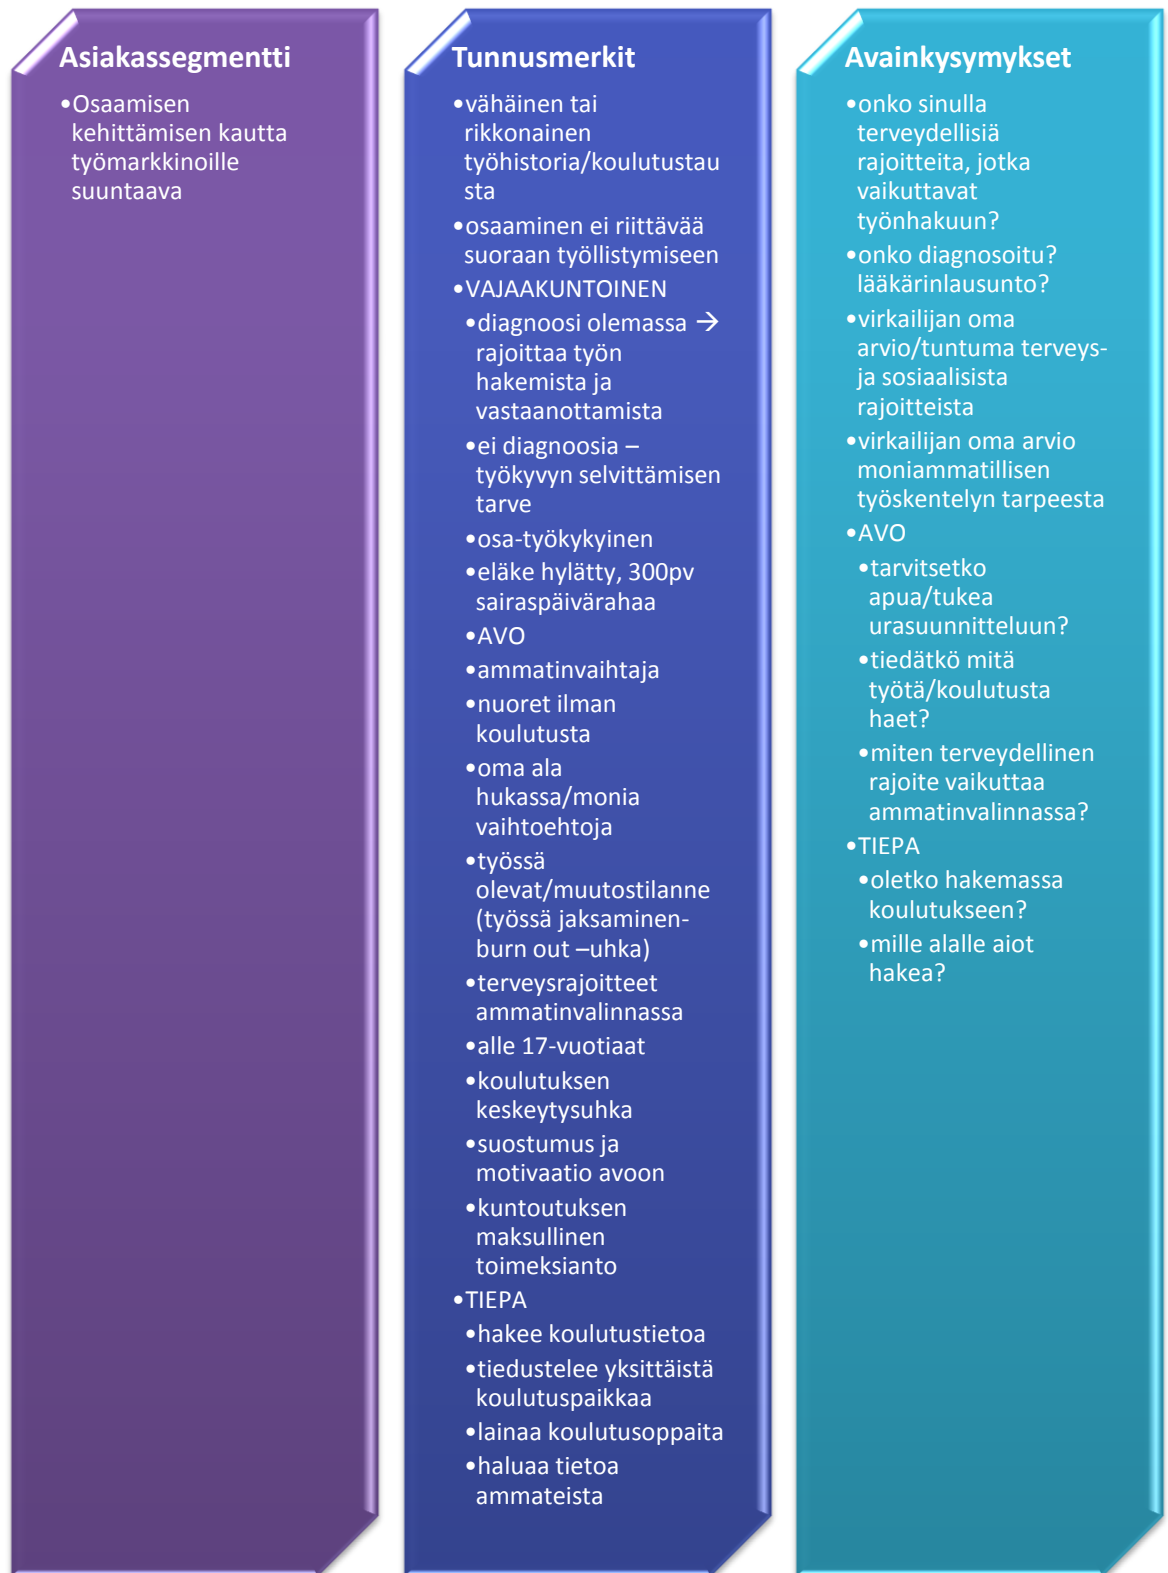 Asiakassegmentti
•Osaamisen
kehittämisen kautta
työmarkkinoille
suuntaava
Tunnusmerkit
•vähäinen tai
rikkonainen
työhistoria/koulutustau
sta
•osaaminen ei riittävää
suoraan työllistymiseen
•VAJAAKUNTOINEN
•diagnoosi olemassa →
rajoittaa työn
hakemista ja
vastaanottamista
•ei diagnoosia –
työkyvyn selvittämisen
tarve
•osa-työkykyinen
•eläke hylätty, 300pv
sairaspäivärahaa
•AVO
•ammatinvaihtaja
•nuoret ilman
koulutusta
•oma ala
hukassa/monia
vaihtoehtoja
•työssä
olevat/muutostilanne
(työssä jaksaminen-
burn out –uhka)
•terveysrajoitteet
ammatinvalinnassa
•alle 17-vuotiaat
•koulutuksen
keskeytysuhka
•suostumus ja
motivaatio avoon
•kuntoutuksen
maksullinen
toimeksianto
•TIEPA
•hakee koulutustietoa
•tiedustelee yksittäistä
koulutuspaikkaa
•lainaa koulutusoppaita
•haluaa tietoa
ammateista
Avainkysymykset
•onko sinulla
terveydellisiä
rajoitteita, jotka
vaikuttavat
työnhakuun?
•onko diagnosoitu?
lääkärinlausunto?
•virkailijan oma
arvio/tuntuma terveys-
ja sosiaalisista
rajoitteista
•virkailijan oma arvio
moniammatillisen
työskentelyn tarpeesta
•AVO
•tarvitsetko
apua/tukea
urasuunnitteluun?
•tiedätkö mitä
työtä/koulutusta
haet?
•miten terveydellinen
rajoite vaikuttaa
ammatinvalinnassa?
•TIEPA
•oletko hakemassa
koulutukseen?
•mille alalle aiot
hakea?